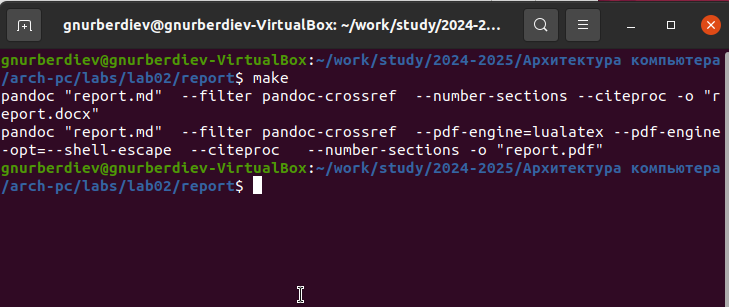 gnurberdiev@gnurberdiev-VirtualBox: ~/work/study/2024-2...
gnurberdiev@gnurberdiev-VirtualBox:~/work/study/2024-2025/Архитектура компьютера
/arch-pc/labs/lab02/report$ make
pandoc "report.md"  --filter pandoc-crossref  --number-sections --citeproc -o "r
eport.docx"
pandoc "report.md"  --filter pandoc-crossref  --pdf-engine=lualatex --pdf-engine
-opt=--shell-escape  --citeproc   --number-sections -o "report.pdf"
gnurberdiev@gnurberdiev-VirtualBox:~/work/study/2024-2025/Архитектура компьютера
/arch-pc/labs/lab02/report$